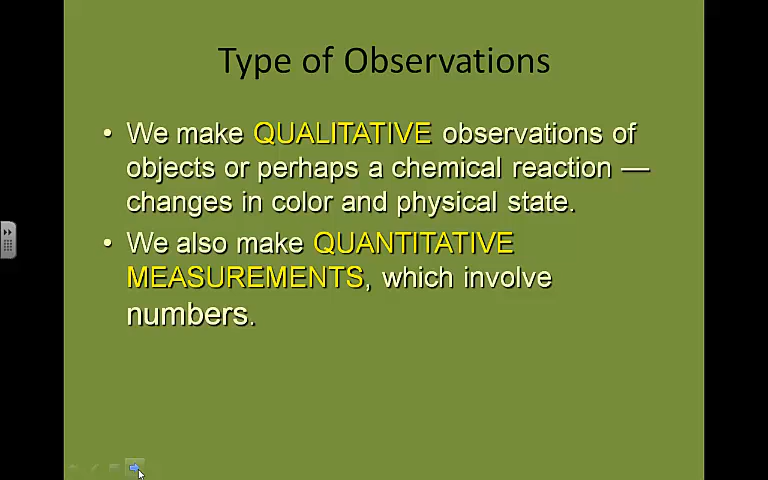 Type of Observations
• We make QUALITATIVE observations of
objects or perhaps a chemical reaction —
changes in color and physical state.
• We also make QUANTITATIVE
MEASUREMENTS, which involve
numbers.